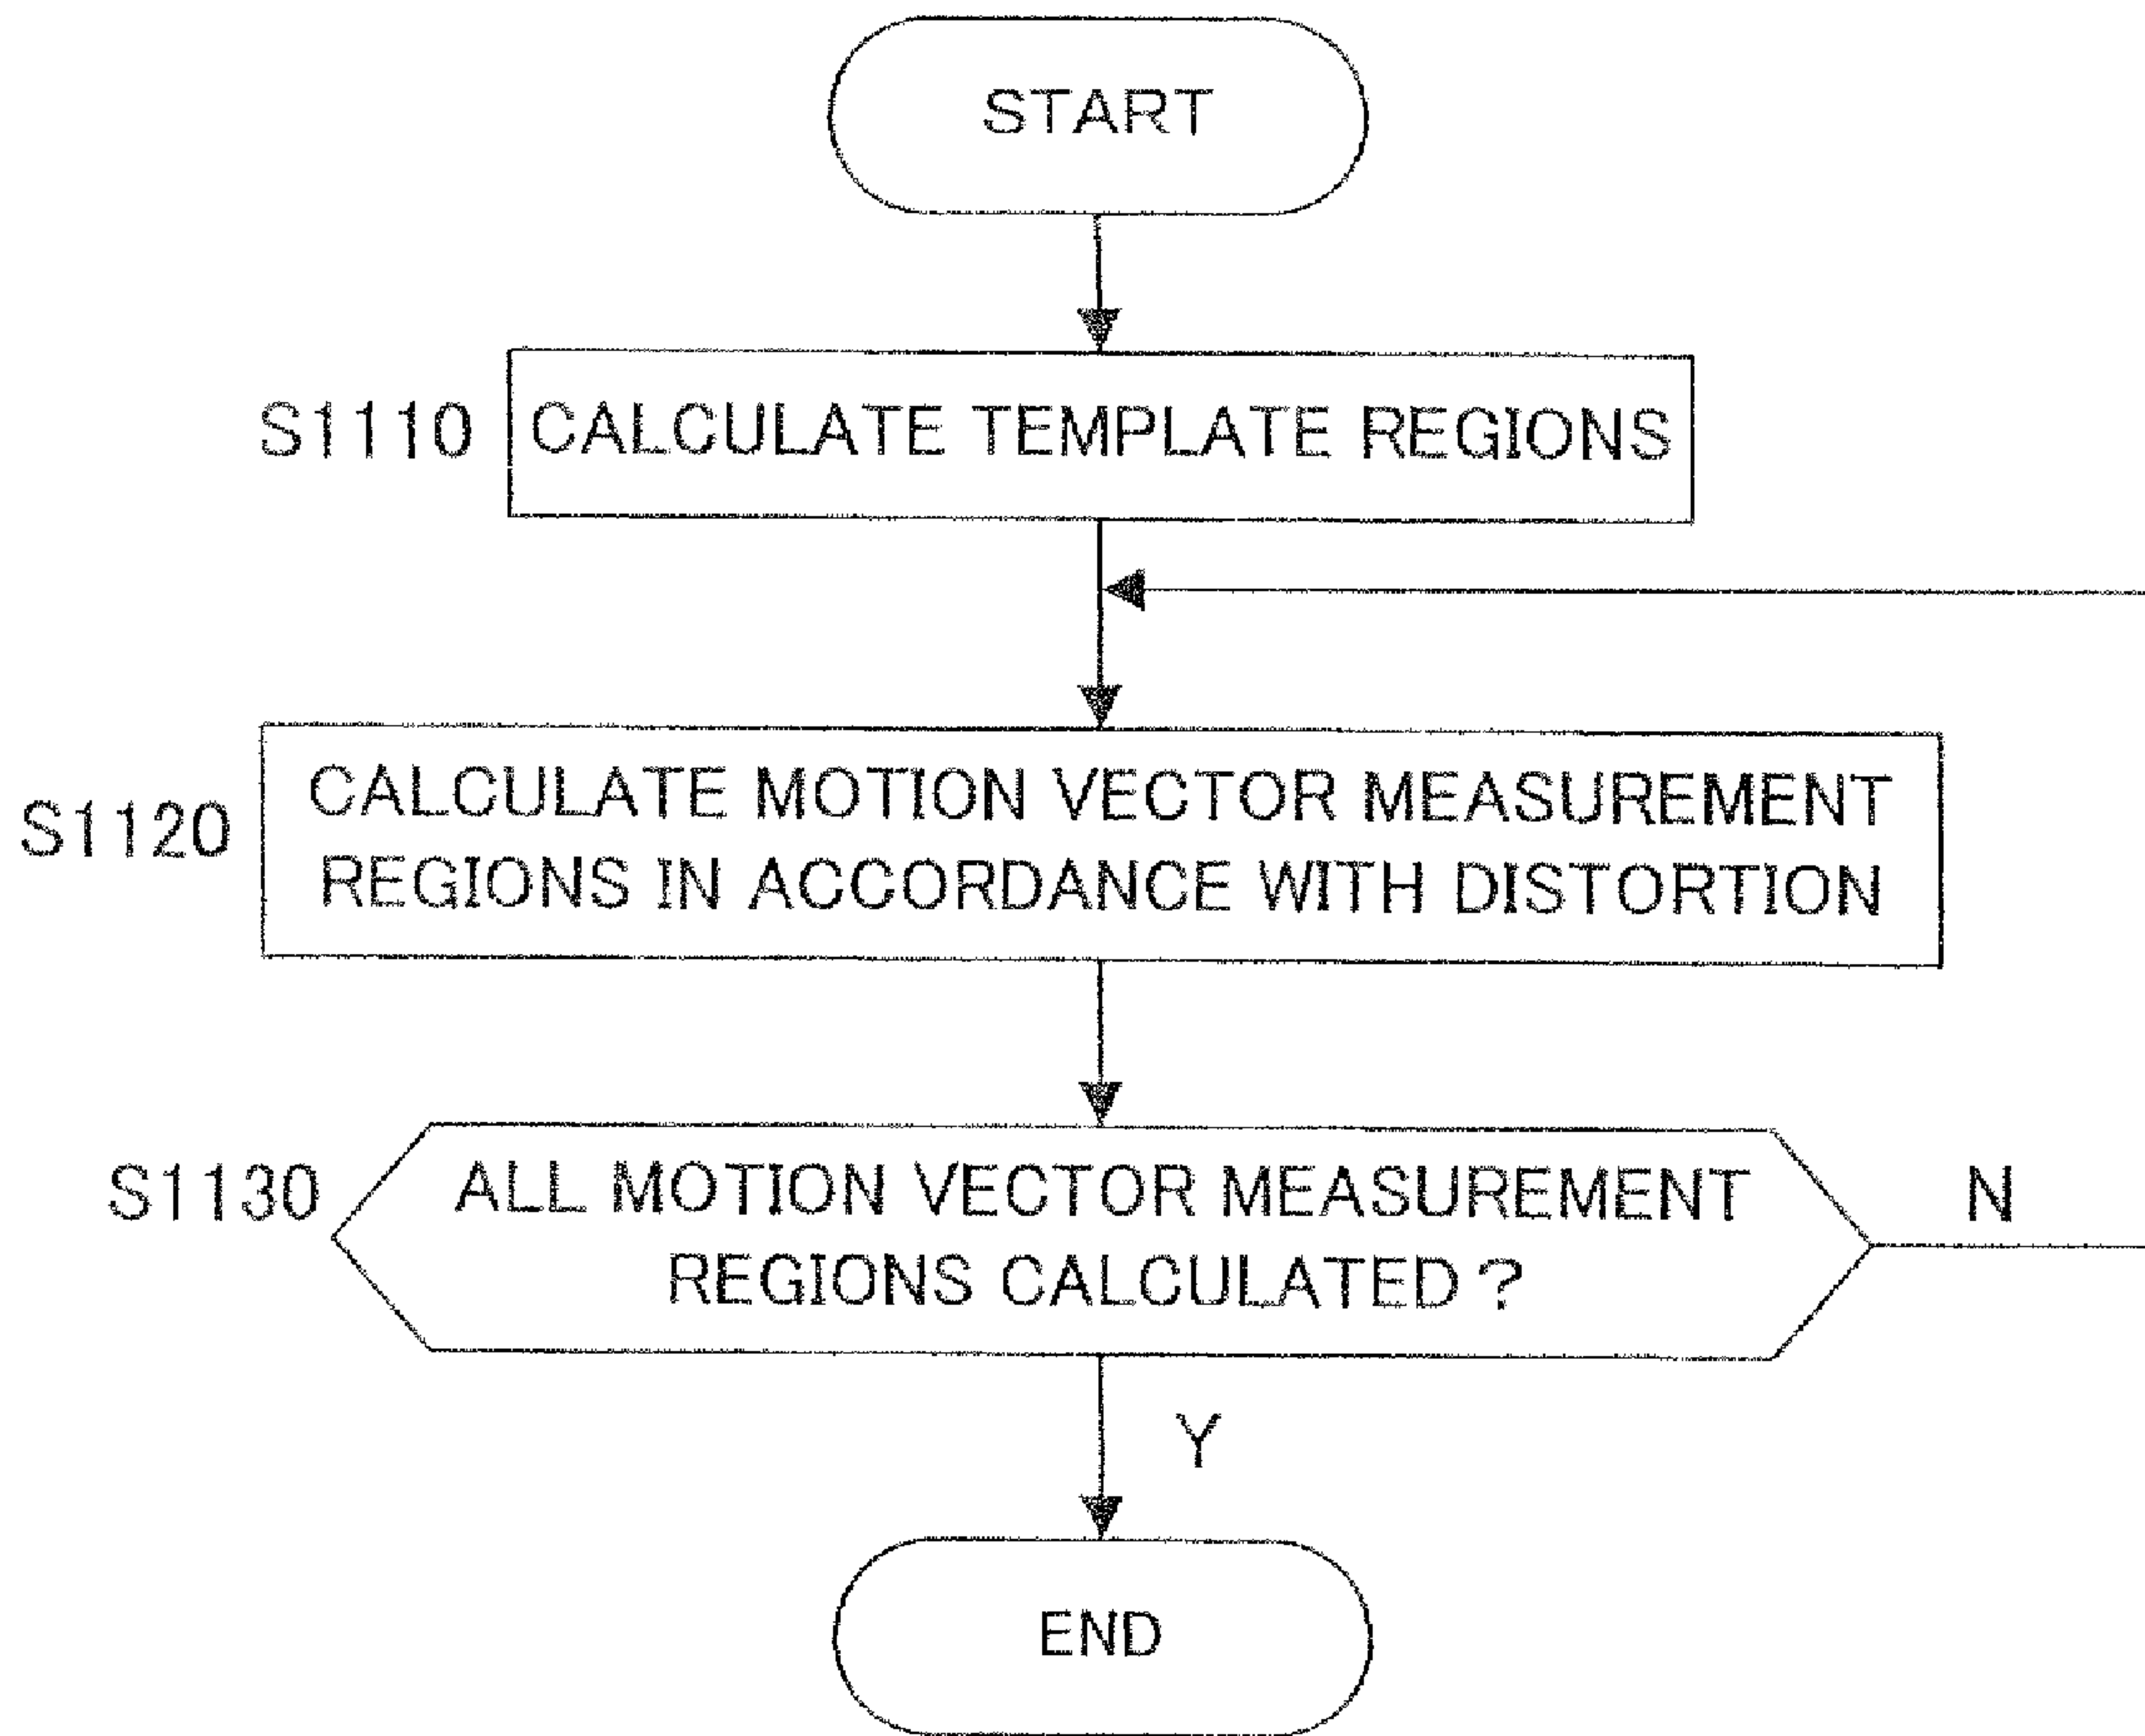 START
S1110 CALCULATE TEMPLATE REGIONS
S1120
CALCULATE MOTION VECTOR MEASUREMENT
REGIONS IN ACCORDANCE WITH DISTORTION
S1130
ALL MOTION VECTOR MEASUREMENT
REGIONS CALCULATED ?
N
Y
END